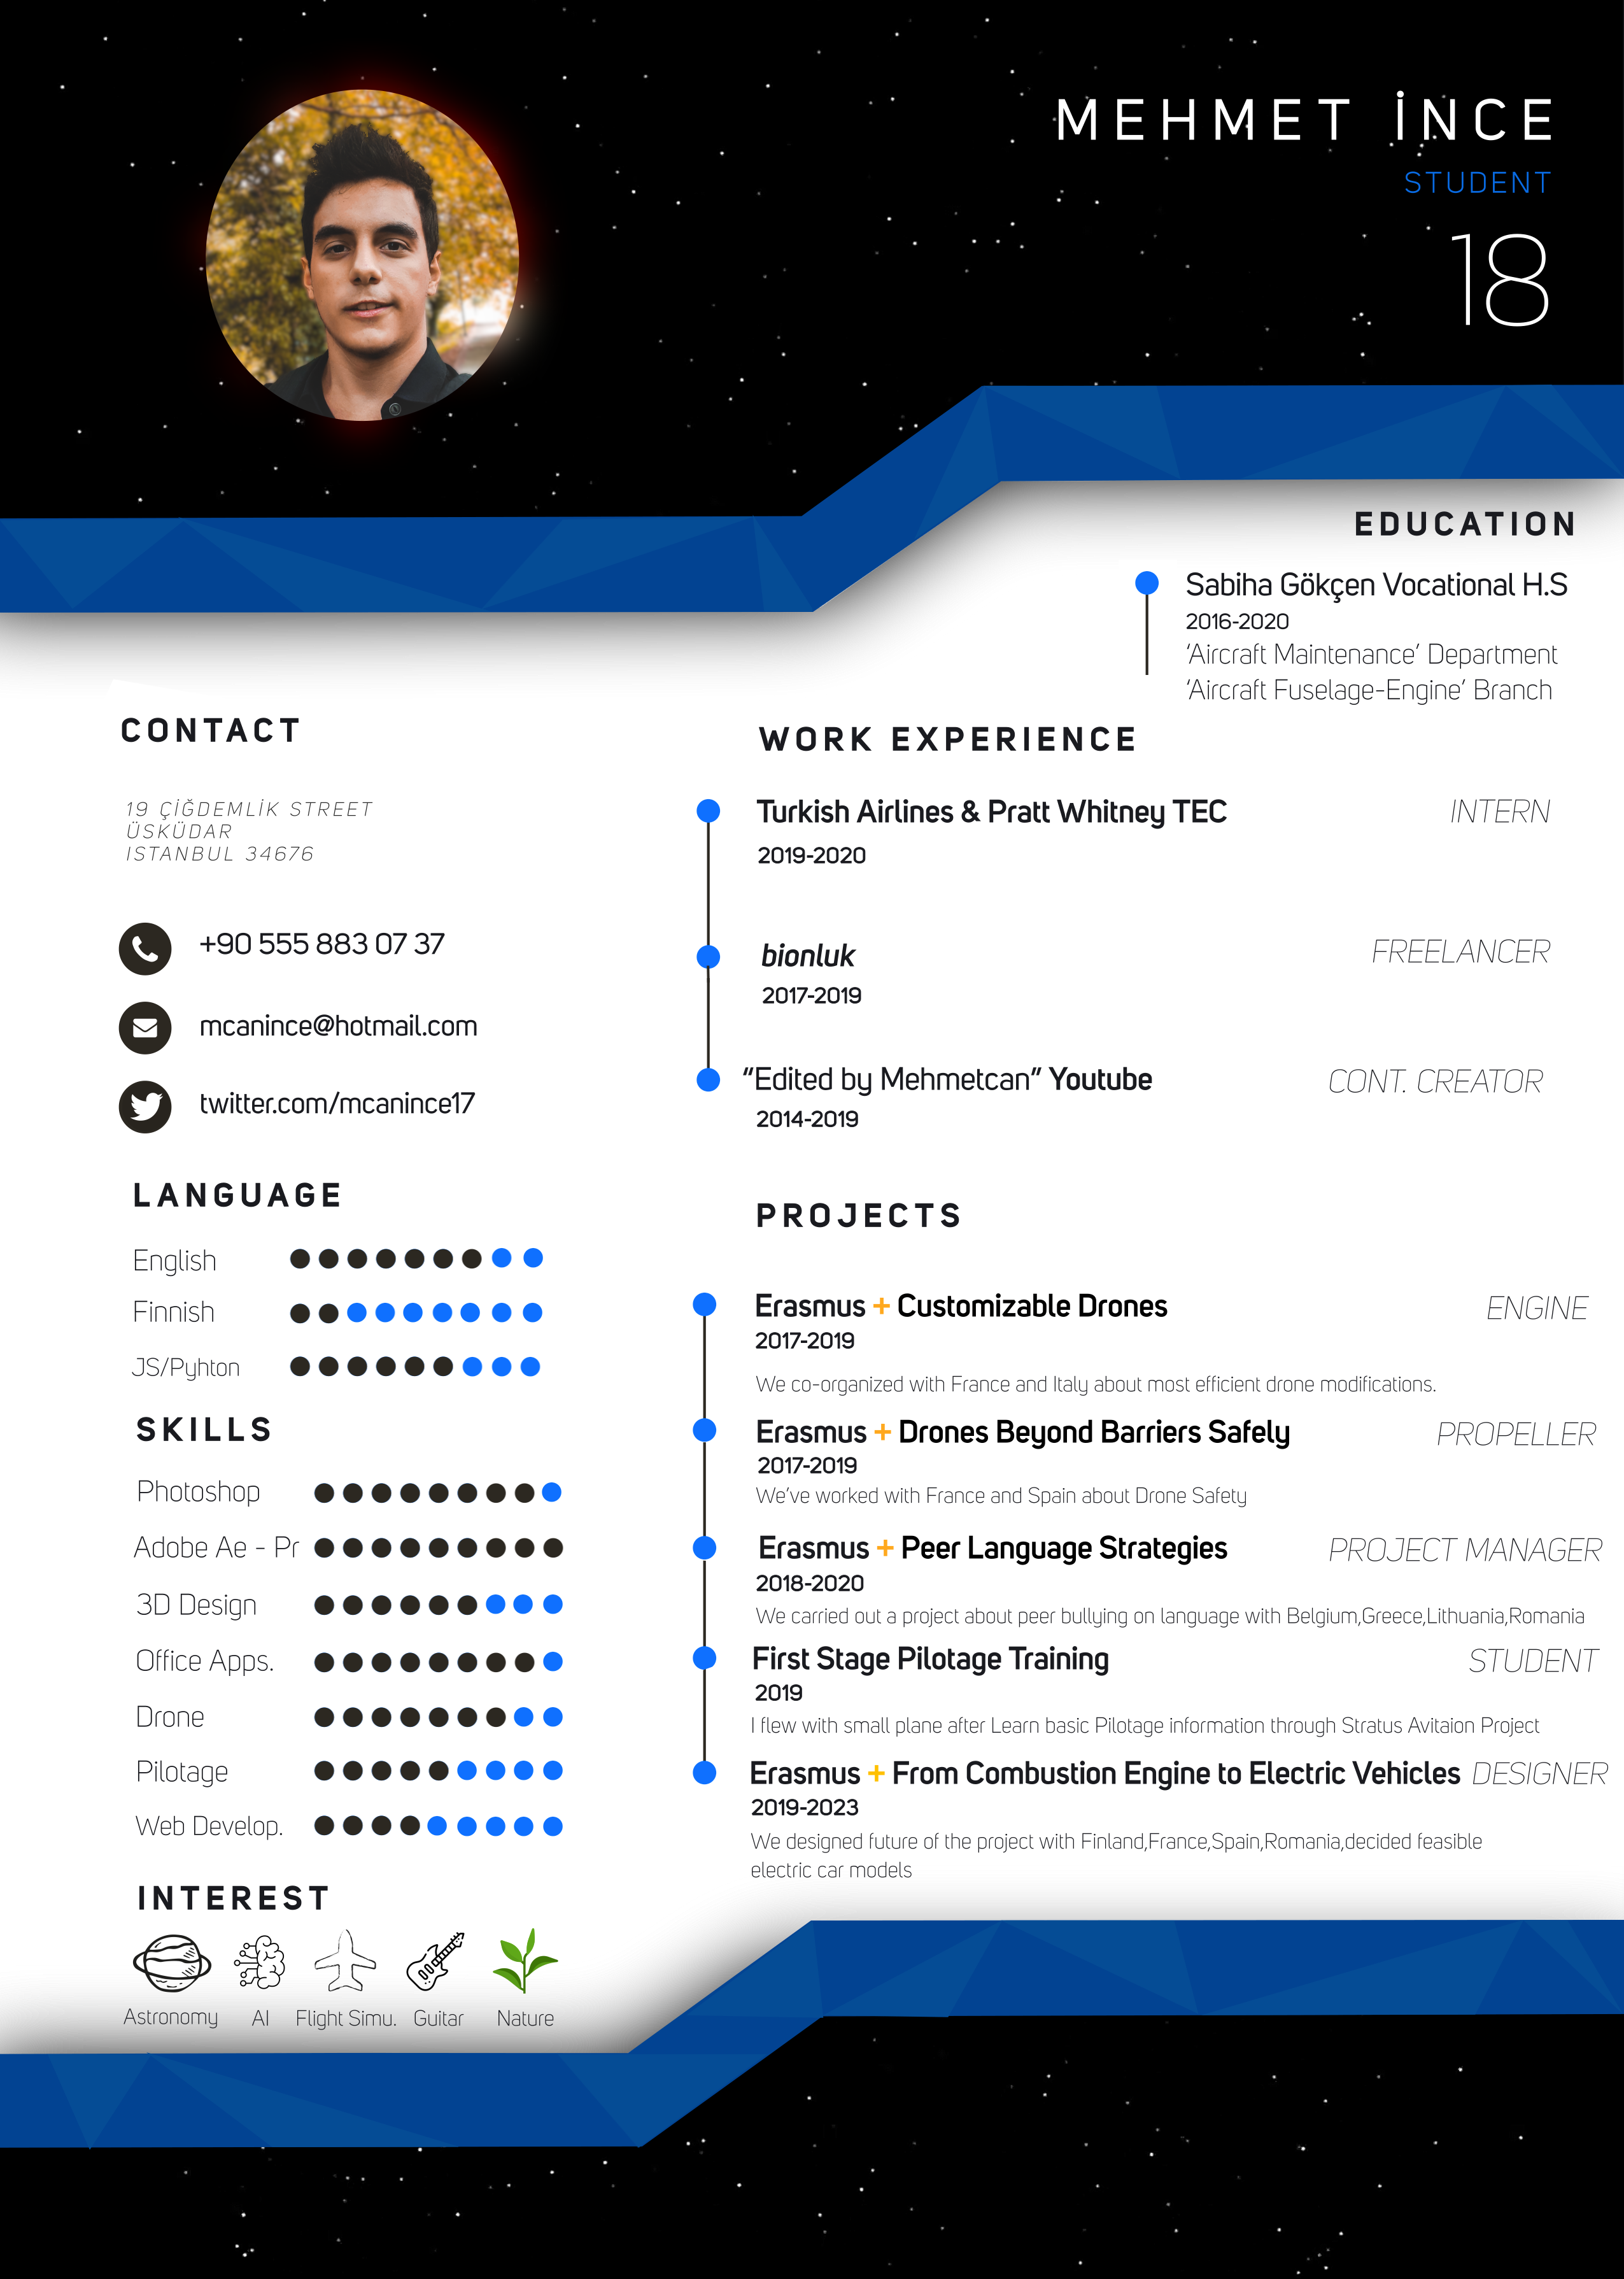 MEHMET İNCE
STUDENT
18
EDUCATION
Sabiha Gökçen Vocational H.S
2016-2020
‘Aircraft Maintenance’ Department
‘Aircraft Fuselage-Engine’ Branch
CONTACT
19 ÇİĞDEMLİK STREET
ÜSKÜDAR
ISTANBUL 34676
+90 555 883 07 37
mcanince@hotmail.com
twitter.com/mcanince17
LANGUAGE
English
Finnish
JS/Pyhton
SKILLS
Photoshop
Adobe Ae - Pr
3D Design
Office Apps.
Drone
Pilotage
Web Develop.
INTEREST
Astronomy AI Flight Simu. Guitar Nature
WORK EXPERIENCE
Turkish Airlines & Pratt Whitney TEC INTERN
2019-2020
bionluk FREELANCER
2017-2019
“Edited by Mehmetcan” Youtube CONT. CREATOR
2014-2019
PROJECTS
Erasmus + Customizable Drones ENGINE
2017-2019
We co-organized with France and Italy about most efficient drone modifications.
Erasmus + Drones Beyond Barriers Safely PROPELLER
2017-2019
We’ve worked with France and Spain about Drone Safety
Erasmus + Peer Language Strategies PROJECT MANAGER
2018-2020
We carried out a project about peer bullying on language with Belgium,Greece,Lithuania,Romania
First Stage Pilotage Training STUDENT
2019
I flew with small plane after Learn basic Pilotage information through Stratus Avitaion Project
Erasmus + From Combustion Engine to Electric Vehicles DESIGNER
2019-2023
We designed future of the project with Finland,France,Spain,Romania,decided feasible
electric car models